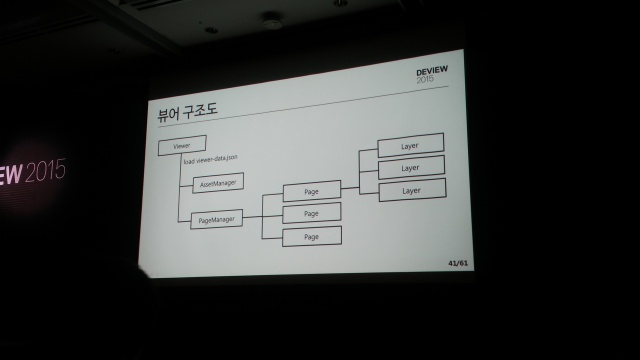 DEVIEW
2015
뷰어 구조도
Viewer
load viewer-data.json
AssetManager
PageManager
Page
Page
Page
Layer
Layer
Layer
41/61
EW 2015